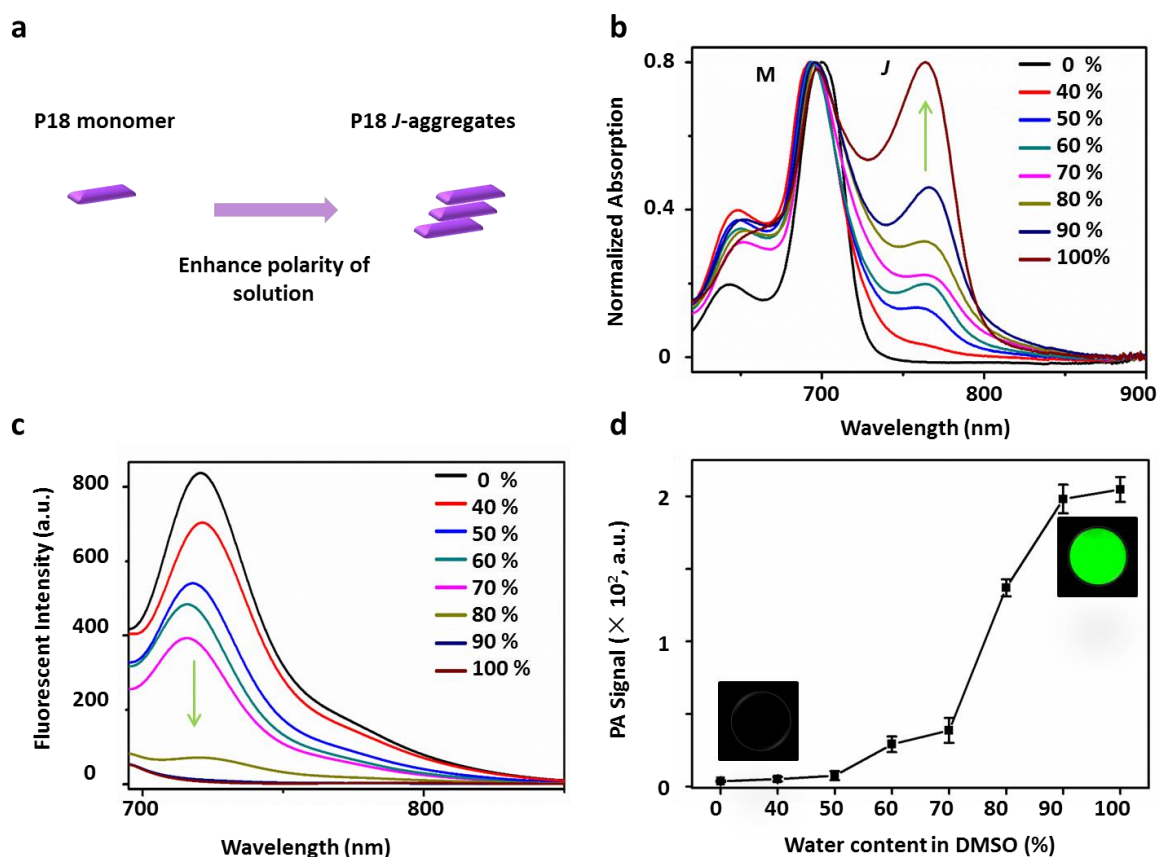 a
P18 monomer
P18 J-aggregates
Enhance polarity of
solution
b
Normalized Absorption
0.8
0.4
0
M
J
0 %
40 %
50 %
60 %
70 %
80 %
90 %
100%
700
800
900
Wavelength (nm)
c
Fluorescent Intensity (a.u.)
800
600
400
200
0
0 %
40 %
50 %
60 %
70 %
80 %
90 %
100 %
700
800
Wavelength (nm)
d
PA Signal (× 10², a.u.)
2
1
0
0 40 50 60 70 80 90 100
Water content in DMSO (%)